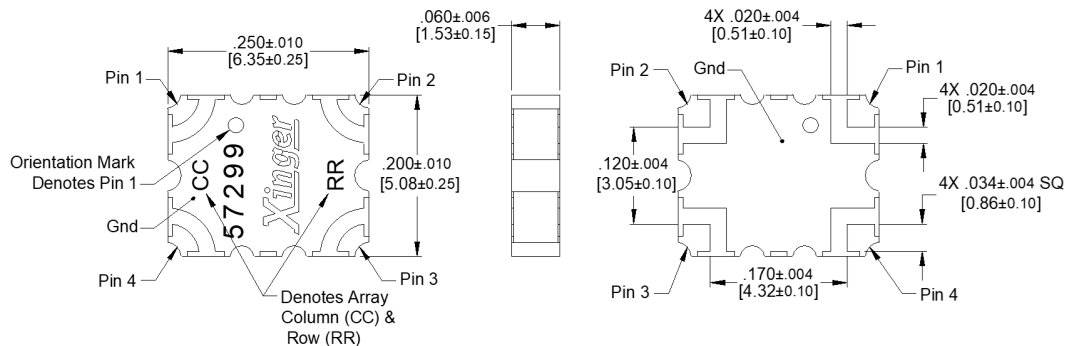 .250±.010
[6.35±0.25]
Pin 1
Pin 2
Orientation Mark
Denotes Pin 1
CC
57299
Xinger
RR
.200±.010
[5.08±0.25]
Gnd
Pin 4
Pin 3
Denotes Array
Column (CC) &
Row (RR)
.060±.006
[1.53±0.15]
4X .020±.004
[0.51±0.10]
Pin 2
Gnd
Pin 1
4X .020±.004
[0.51±0.10]
.120±.004
[3.05±0.10]
4X .034±.004 SQ
[0.86±0.10]
Pin 3
.170±.004
[4.32±0.10]
Pin 4